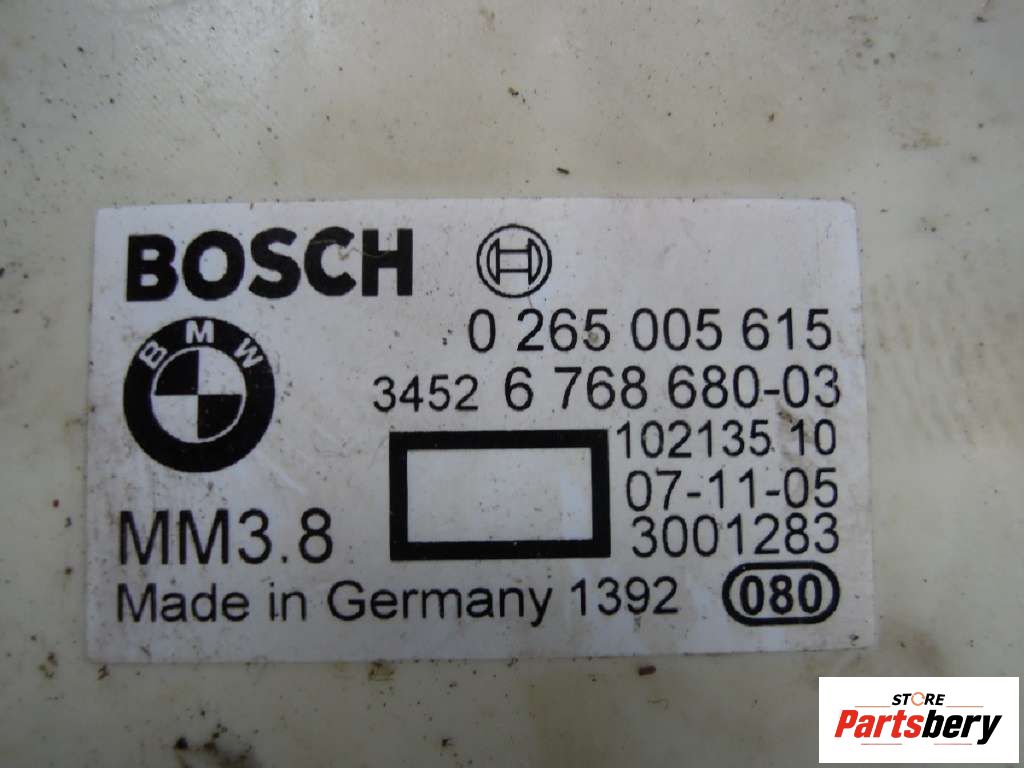 BOSCH
0 265 005 615
BMW
3452 6 768 680-03
102135 10
07-11-05
MM3.8
3001283
Made in Germany 1392 080
STORE
Partsbery